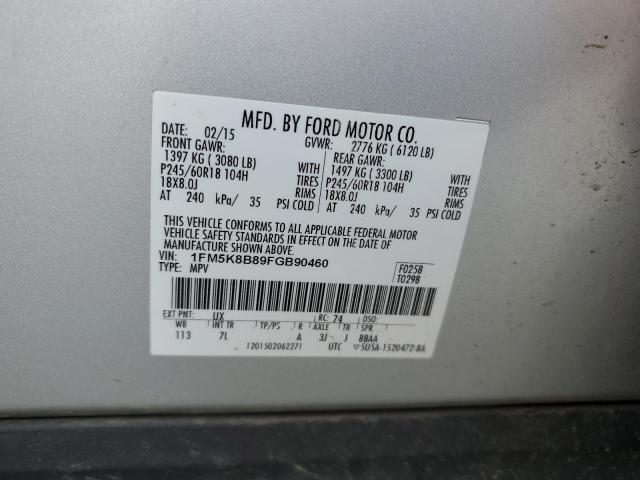 MFD. BY FORD MOTOR CO.
DATE: 02/15 GVWR: 2776 KG ( 6120 LB)
FRONT GAWR: REAR GAWR:
1397 KG ( 3080 LB) 1497 KG ( 3300 LB)
P245/60R18 104H TIRES P245/60R18 104H TIRES
18X8.0J RIMS 18X8.0J RIMS
AT 240 kPa/ 35 PSI COLD AT 240 kPa/ 35 PSI COLD
THIS VEHICLE CONFORMS TO ALL APPLICABLE FEDERAL MOTOR
VEHICLE SAFETY STANDARDS IN EFFECT ON THE DATE OF
MANUFACTURE SHOWN ABOVE.
VIN: 1FM5K8B89FGB90460 F0258
TYPE: MPV T0298
EXT PNT: UX RC: 74 DSO:
WB INT TR TP/PS R AXLE TR SPR
113 7L A 3J J BBAA
1201502062271 UTC 5U5A-1520472-BA